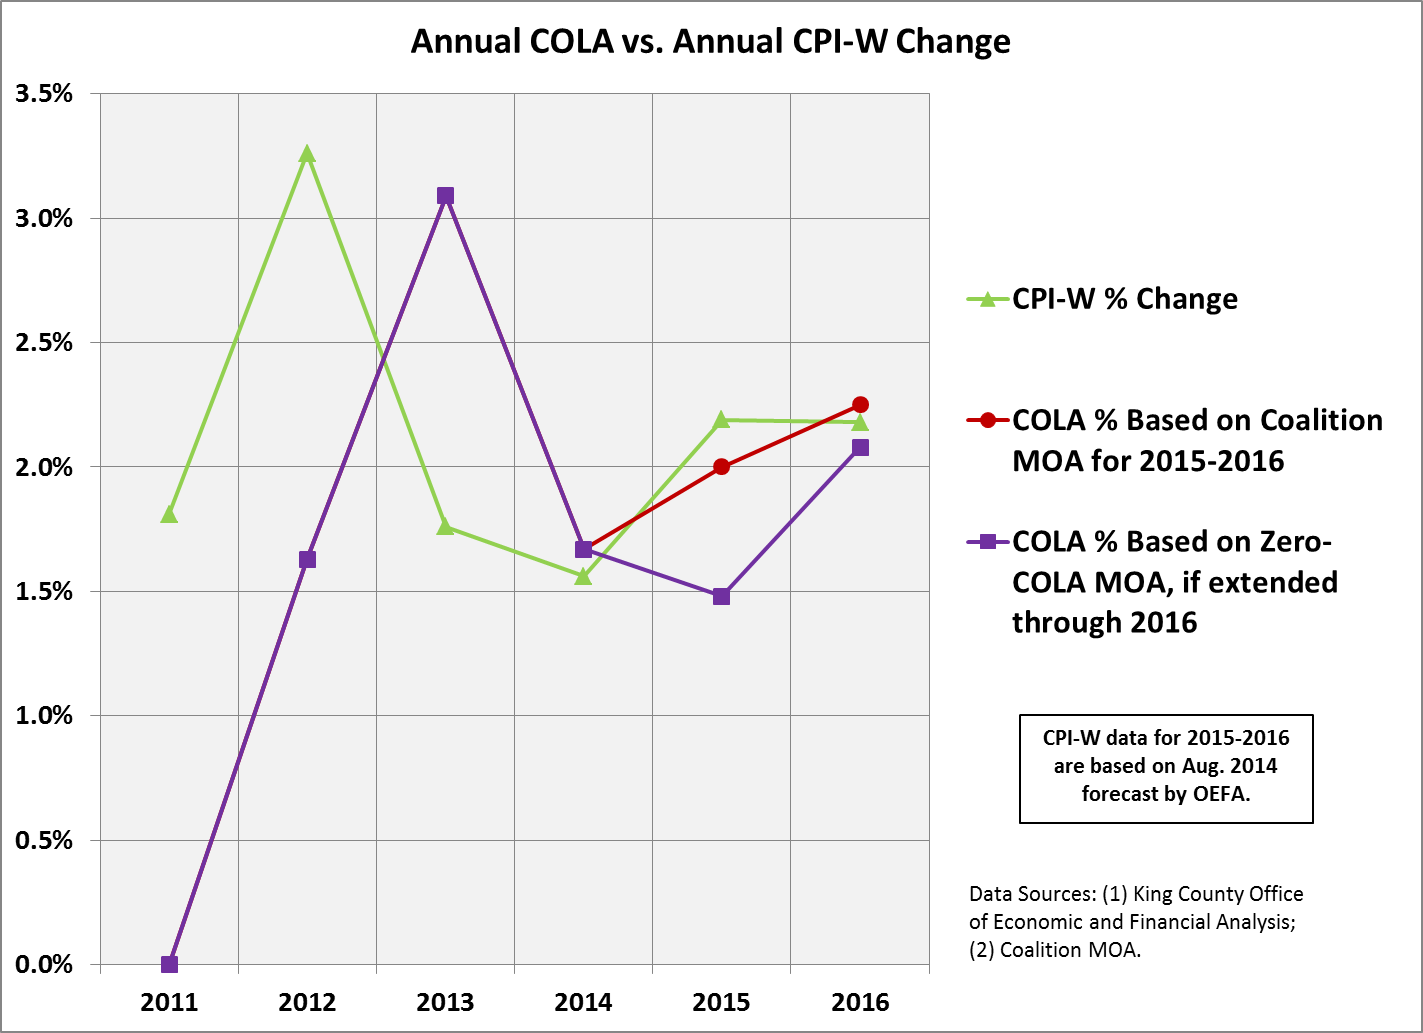 Annual COLA vs. Annual CPI-W Change
3.5%
3.0%
2.5%
2.0%
1.5%
1.0%
0.5%
0.0%
2011
2012
2013
2014
2015
2016
CPI-W % Change
COLA % Based on Coalition
MOA for 2015-2016
COLA % Based on Zero-
COLA MOA, if extended
through 2016
CPI-W data for 2015-2016
are based on Aug. 2014
forecast by OEFA.
Data Sources: (1) King County Office
of Economic and Financial Analysis;
(2) Coalition MOA.